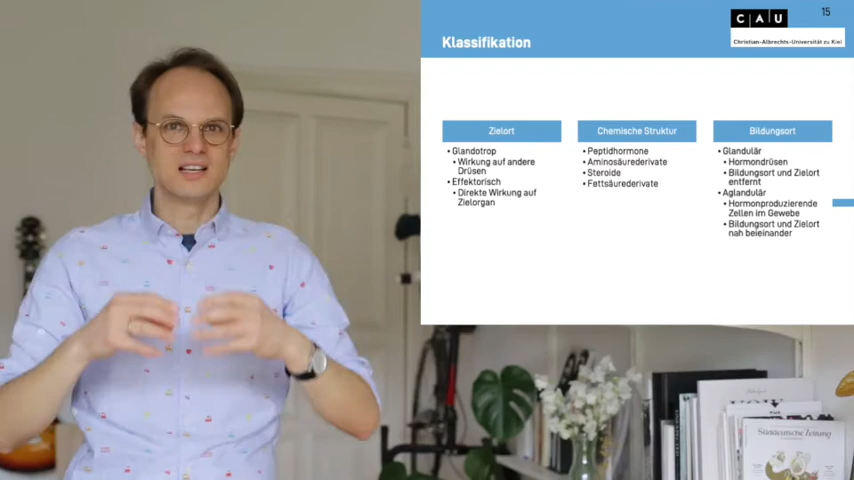 15
C A U
Christian-Albrechts-Universität zu Kiel
Klassifikation
Zielort
• Glandotrop
• Wirkung auf andere
Drüsen
• Effektorisch
• Direkte Wirkung auf
Zielorgan
Chemische Struktur
• Peptidhormone
• Aminosäurederivate
• Steroide
• Fettsäurederivate
Bildungsort
• Glandulär
• Hormondrüsen
• Bildungsort und Zielort
entfernt
• Aglandulär
• Hormonproduzierende
Zellen im Gewebe
• Bildungsort und Zielort
nah beieinander
Süddeutsche Zeitung